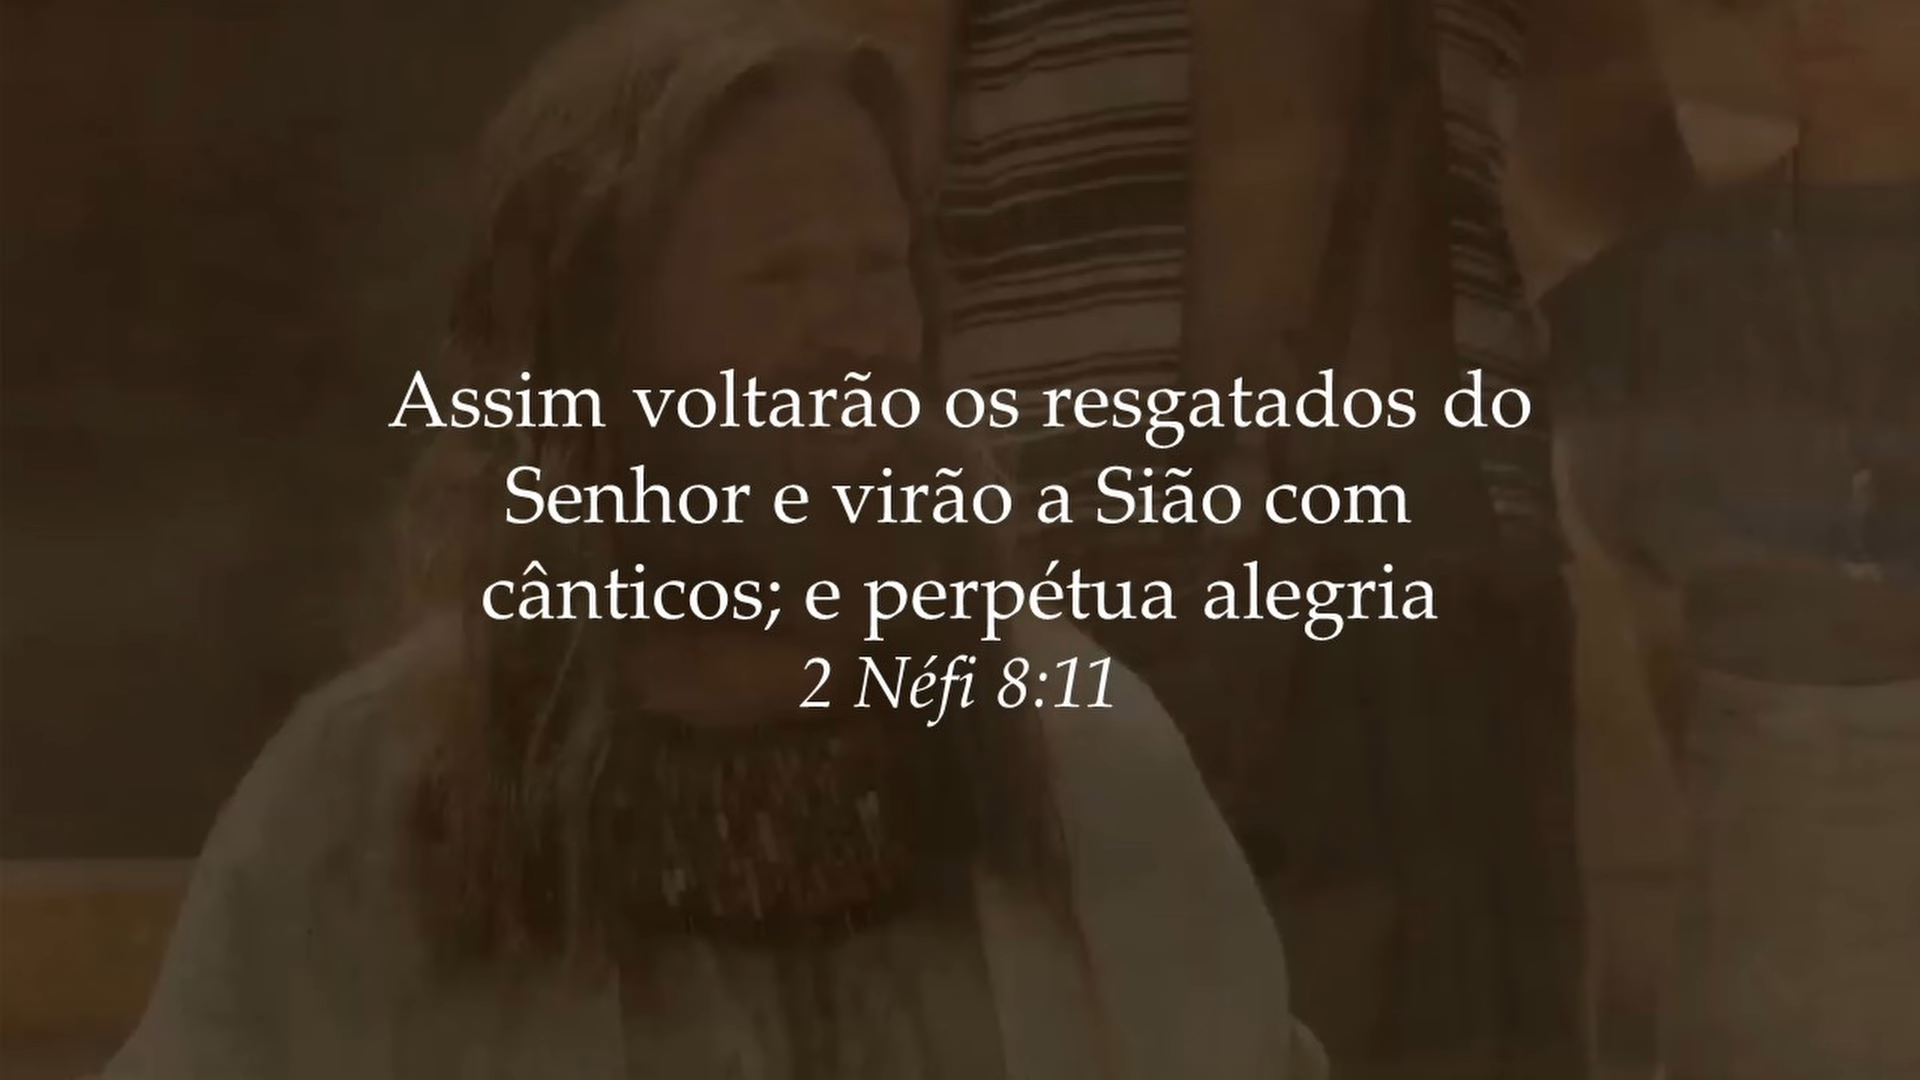 Assim voltarão os resgatados do
Senhor e virão a Sião com
cânticos; e perpétua alegria
2 Néfi 8:11